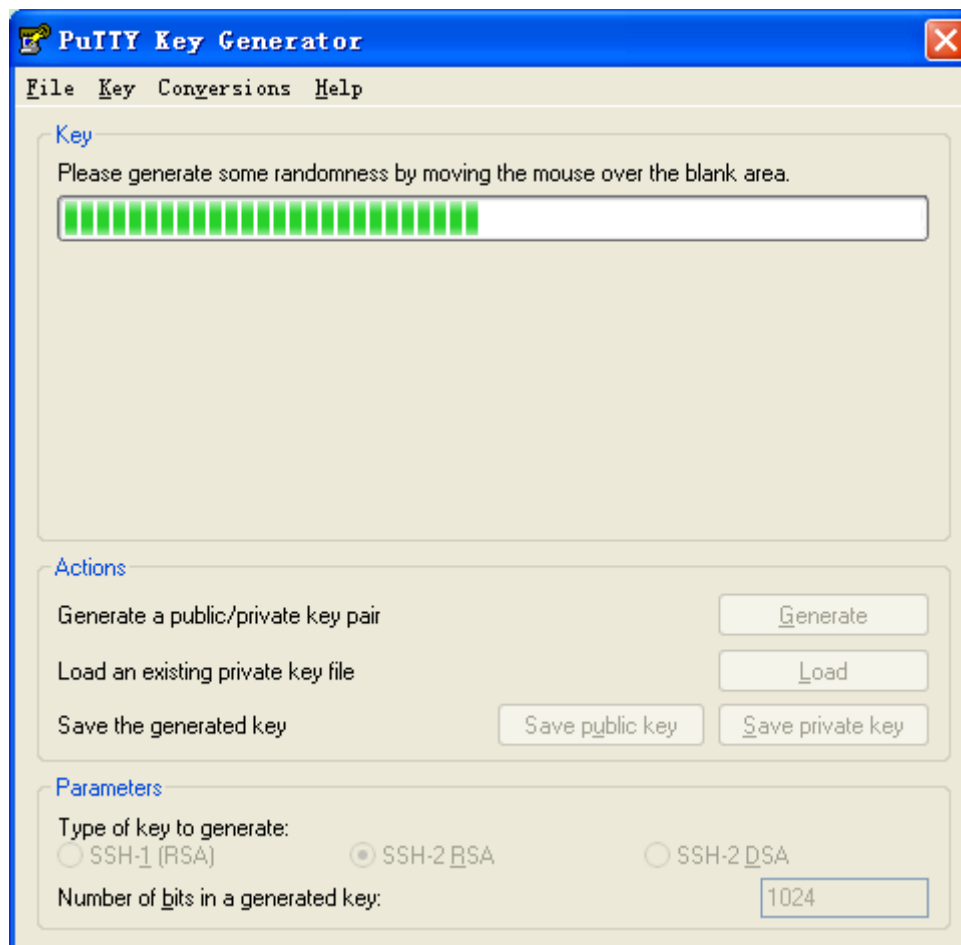 PuTTY Key Generator
File Key Conversions Help
Key
Please generate some randomness by moving the mouse over the blank area.
Actions
Generate a public/private key pair Generate
Load an existing private key file Load
Save the generated key Save public key Save private key
Parameters
Type of key to generate:
SSH-1 (RSA) SSH-2 RSA SSH-2 DSA
Number of bits in a generated key: 1024